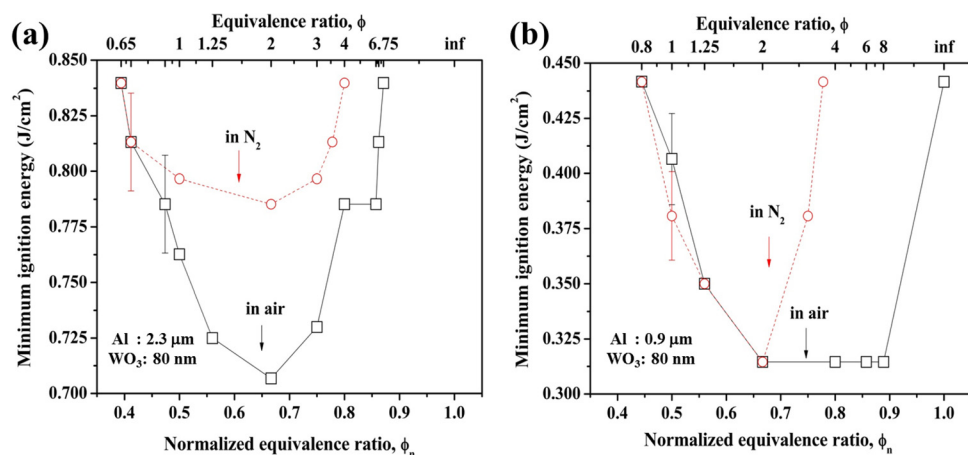 (a)
Equivalence ratio, ϕ
0.65 1 1.25 2 3 4 6.75 inf
Minimum ignition energy (J/cm²)
0.850
0.825
0.800
0.775
0.750
0.725
0.700
in N₂
in air
Al : 2.3 μm
WO₃: 80 nm
0.4 0.5 0.6 0.7 0.8 0.9 1.0
Normalized equivalence ratio, ϕₙ
(b)
Equivalence ratio, ϕ
0.8 1 1.25 2 4 6 8 inf
Minimum ignition energy (J/cm²)
0.450
0.425
0.400
0.375
0.350
0.325
0.300
in N₂
in air
Al : 0.9 μm
WO₃: 80 nm
0.4 0.5 0.6 0.7 0.8 0.9 1.0
Normalized equivalence ratio, ϕₙ